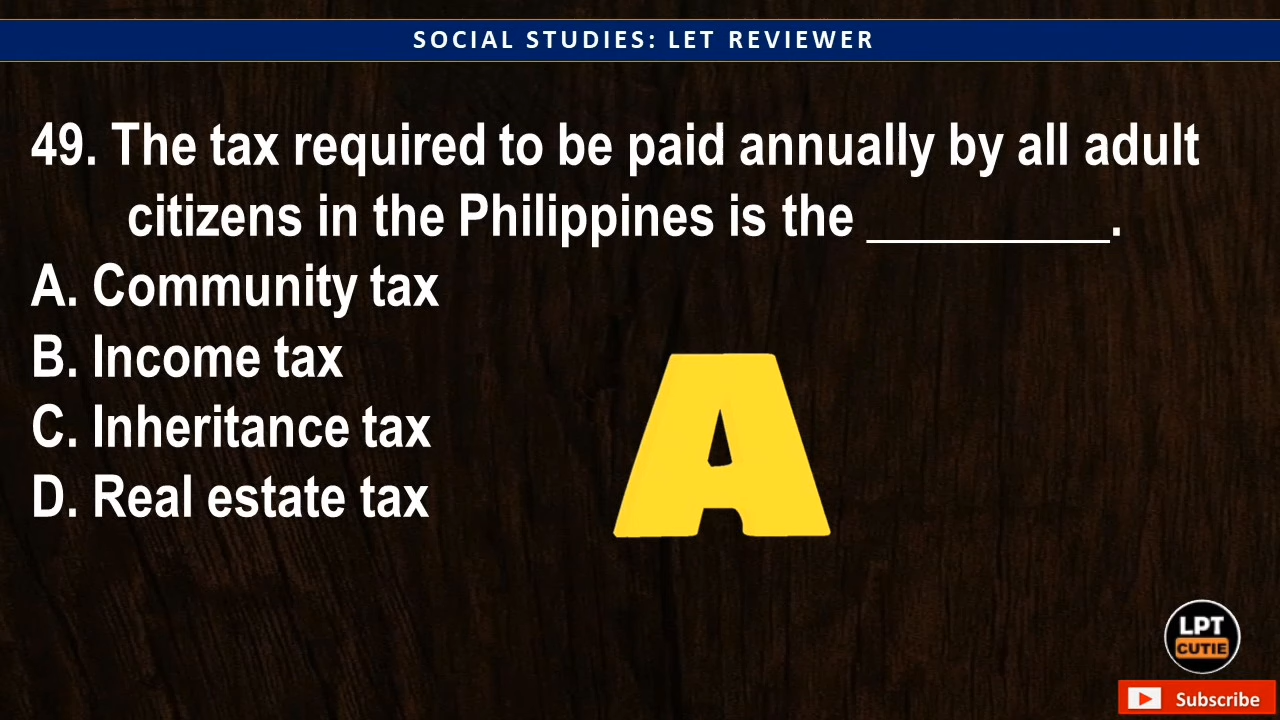 SOCIAL STUDIES: LET REVIEWER
49. The tax required to be paid annually by all adult
citizens in the Philippines is the __________.
A. Community tax
B. Income tax
C. Inheritance tax
D. Real estate tax
A
LPT
CUTIE
Subscribe